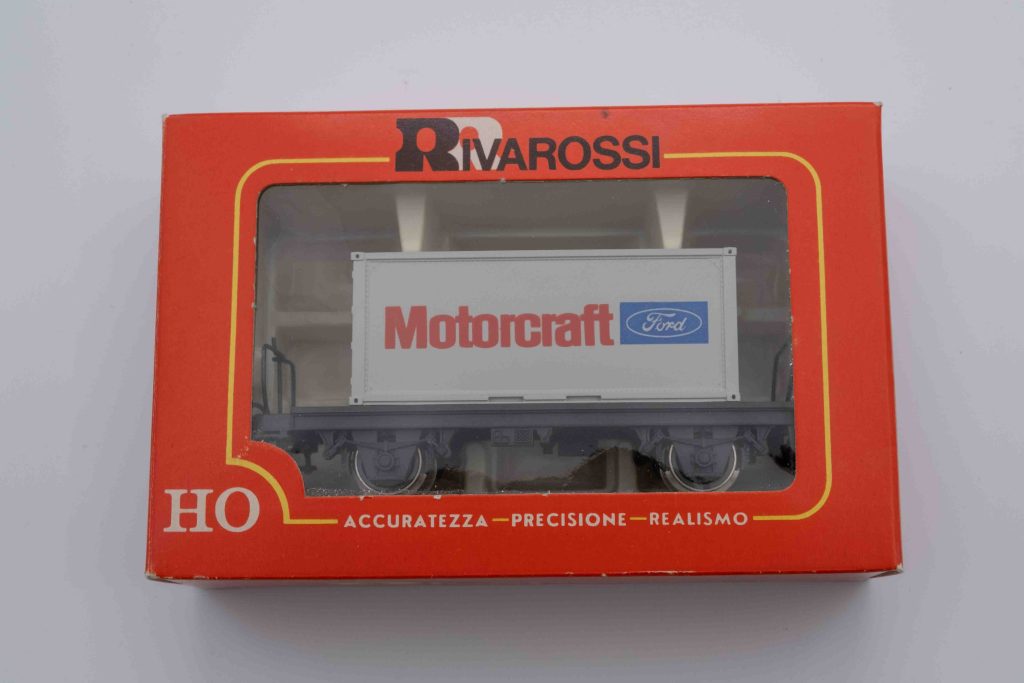 RIVAROSSI
Motorcraft Ford
HO ACCURATEZZA — PRECISIONE — REALISMO